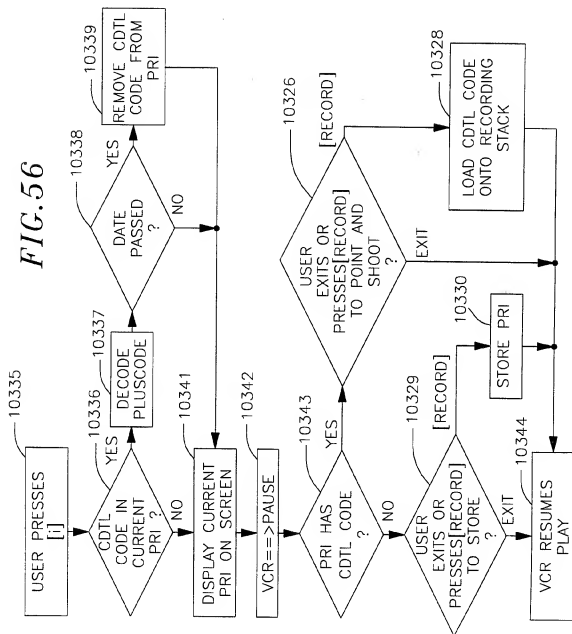 FIG.56
10335
USER PRESSES
[i]
10336
CDTL
CODE IN
CURRENT
PRI ?
YES
NO
10337
DECODE
PLUSCODE
10338
DATE
PASSED
?
YES
NO
10339
REMOVE CDTL
CODE FROM
PRI
10341
DISPLAY CURRENT
PRI ON SCREEN
10342
VCR==>PAUSE
10343
PRI HAS
CDTL CODE
?
YES
NO
10326
USER
EXITS OR
PRESSES[RECORD]
TO POINT AND
SHOOT
?
[RECORD]
EXIT
10328
LOAD CDTL CODE
ONTO RECORDING
STACK
10329
USER
EXITS OR
PRESSES[RECORD]
TO STORE
?
[RECORD]
EXIT
10330
STORE PRI
10344
VCR RESUMES
PLAY